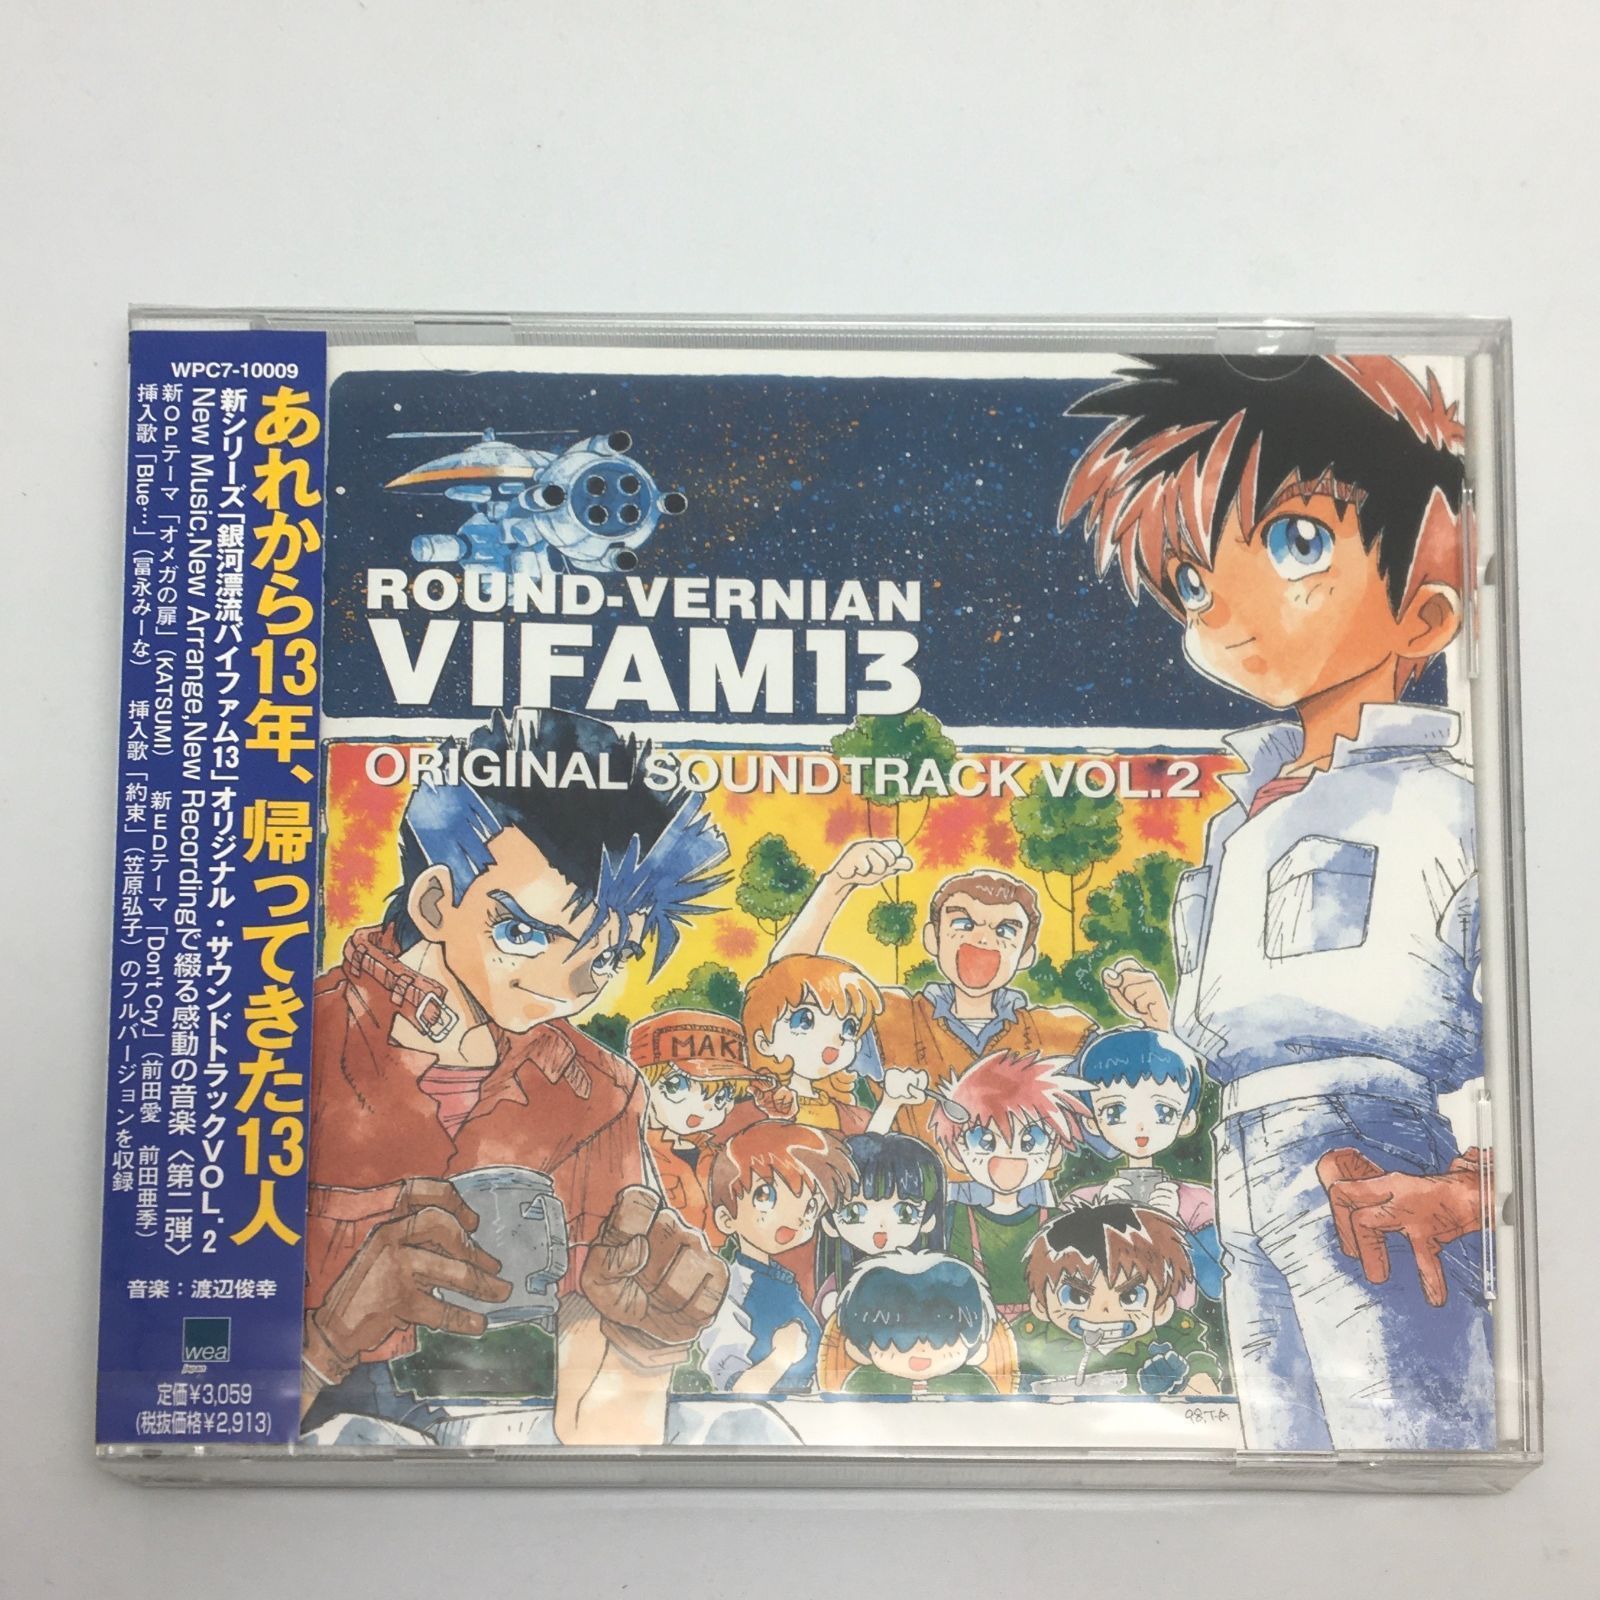 WPC7-10009
あれから13年、帰ってきた13人
新シリーズ「銀河漂流バイファム13」オリジナル・サウンドトラックVOL.2
New Music,New Arrange,New Recordingで綴る感動の音楽〈第二弾〉
新OPテーマ「オメガの扉」(KATSUMI) 新EDテーマ「Don't Cry」(前田愛 前田亜季)
挿入歌「Blue…」(冨永みーな) 挿入歌「約束」(笠原弘子)のフルバージョンを収録
音楽:渡辺俊幸
wea
japan
定価¥3,059
(税抜価格¥2,913)
ROUND-VERNIAN
VIFAM13
ORIGINAL SOUNDTRACK VOL.2
MAKI
98.T-A